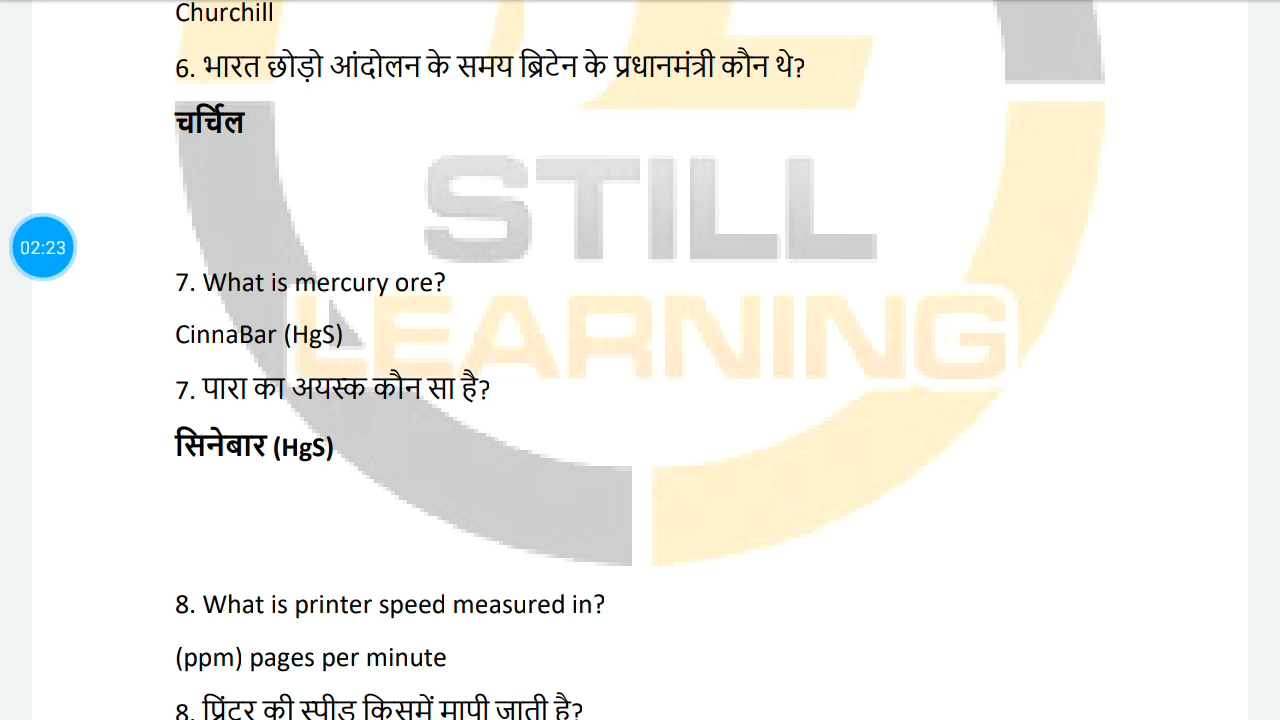 Churchill
6. भारत छोड़ो आंदोलन के समय ब्रिटेन के प्रधानमंत्री कौन थे?
चर्चिल
STILL
LEARNING
02:23
7. What is mercury ore?
CinnaBar (HgS)
7. पारा का अयस्क कौन सा है?
सिनेबार (HgS)
8. What is printer speed measured in?
(ppm) pages per minute
8. प्रिंटर की स्पीड किसमें मापी जाती है?